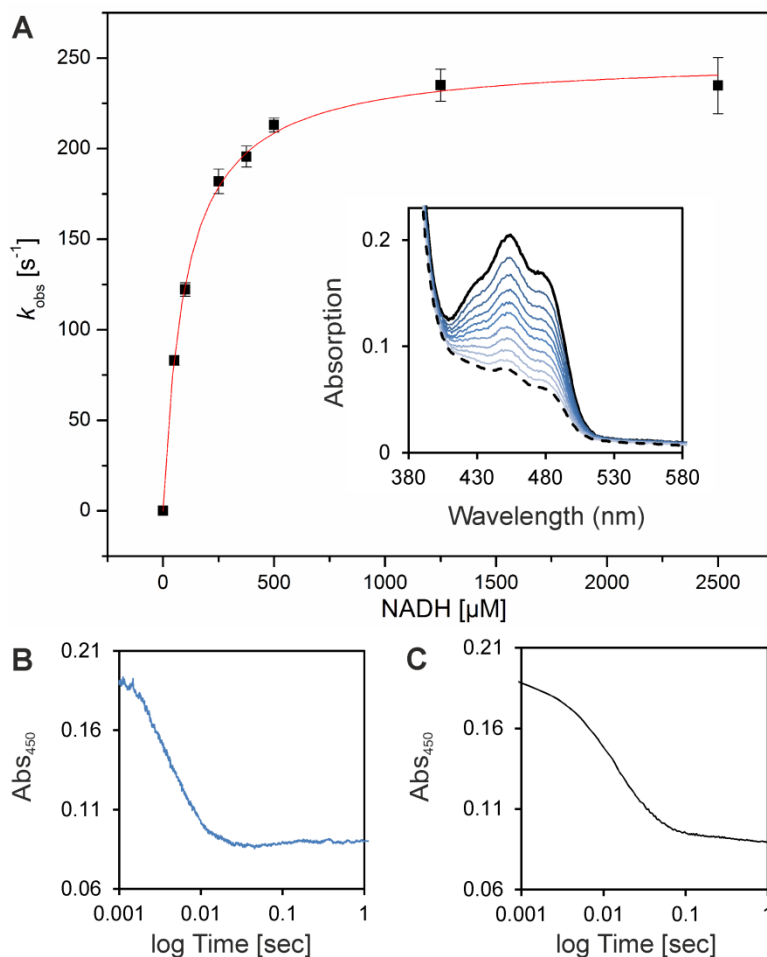 A
250
200
150
100
50
0
k_obs [s⁻¹]
0 500 1000 1500 2000 2500
NADH [µM]
0.2
0.1
0
Absorption
380 430 480 530 580
Wavelength (nm)
B
0.21
0.16
0.11
0.06
Abs₄₅₀
0.001 0.01 0.1 1
log Time [sec]
C
0.21
0.16
0.11
0.06
Abs₄₅₀
0.001 0.01 0.1 1
log Time [sec]